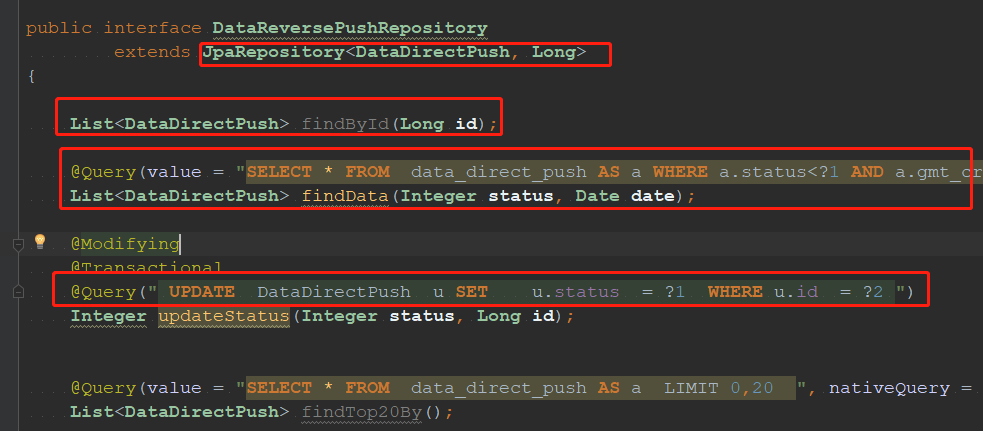 public interface DataReversePushRepository
extends JpaRepository<DataDirectPush, Long>
{
List<DataDirectPush> findById(Long id);
@Query(value = "SELECT * FROM data_direct_push AS a WHERE a.status<?1 AND a.gmt_cr
List<DataDirectPush> findData(Integer status, Date date);
@Modifying
@Transactional
@Query(" UPDATE DataDirectPush u SET u.status = ?1 WHERE u.id = ?2 ")
Integer updateStatus(Integer status, Long id);
@Query(value = "SELECT * FROM data_direct_push AS a LIMIT 0,20 ", nativeQuery =
List<DataDirectPush> findTop20By();